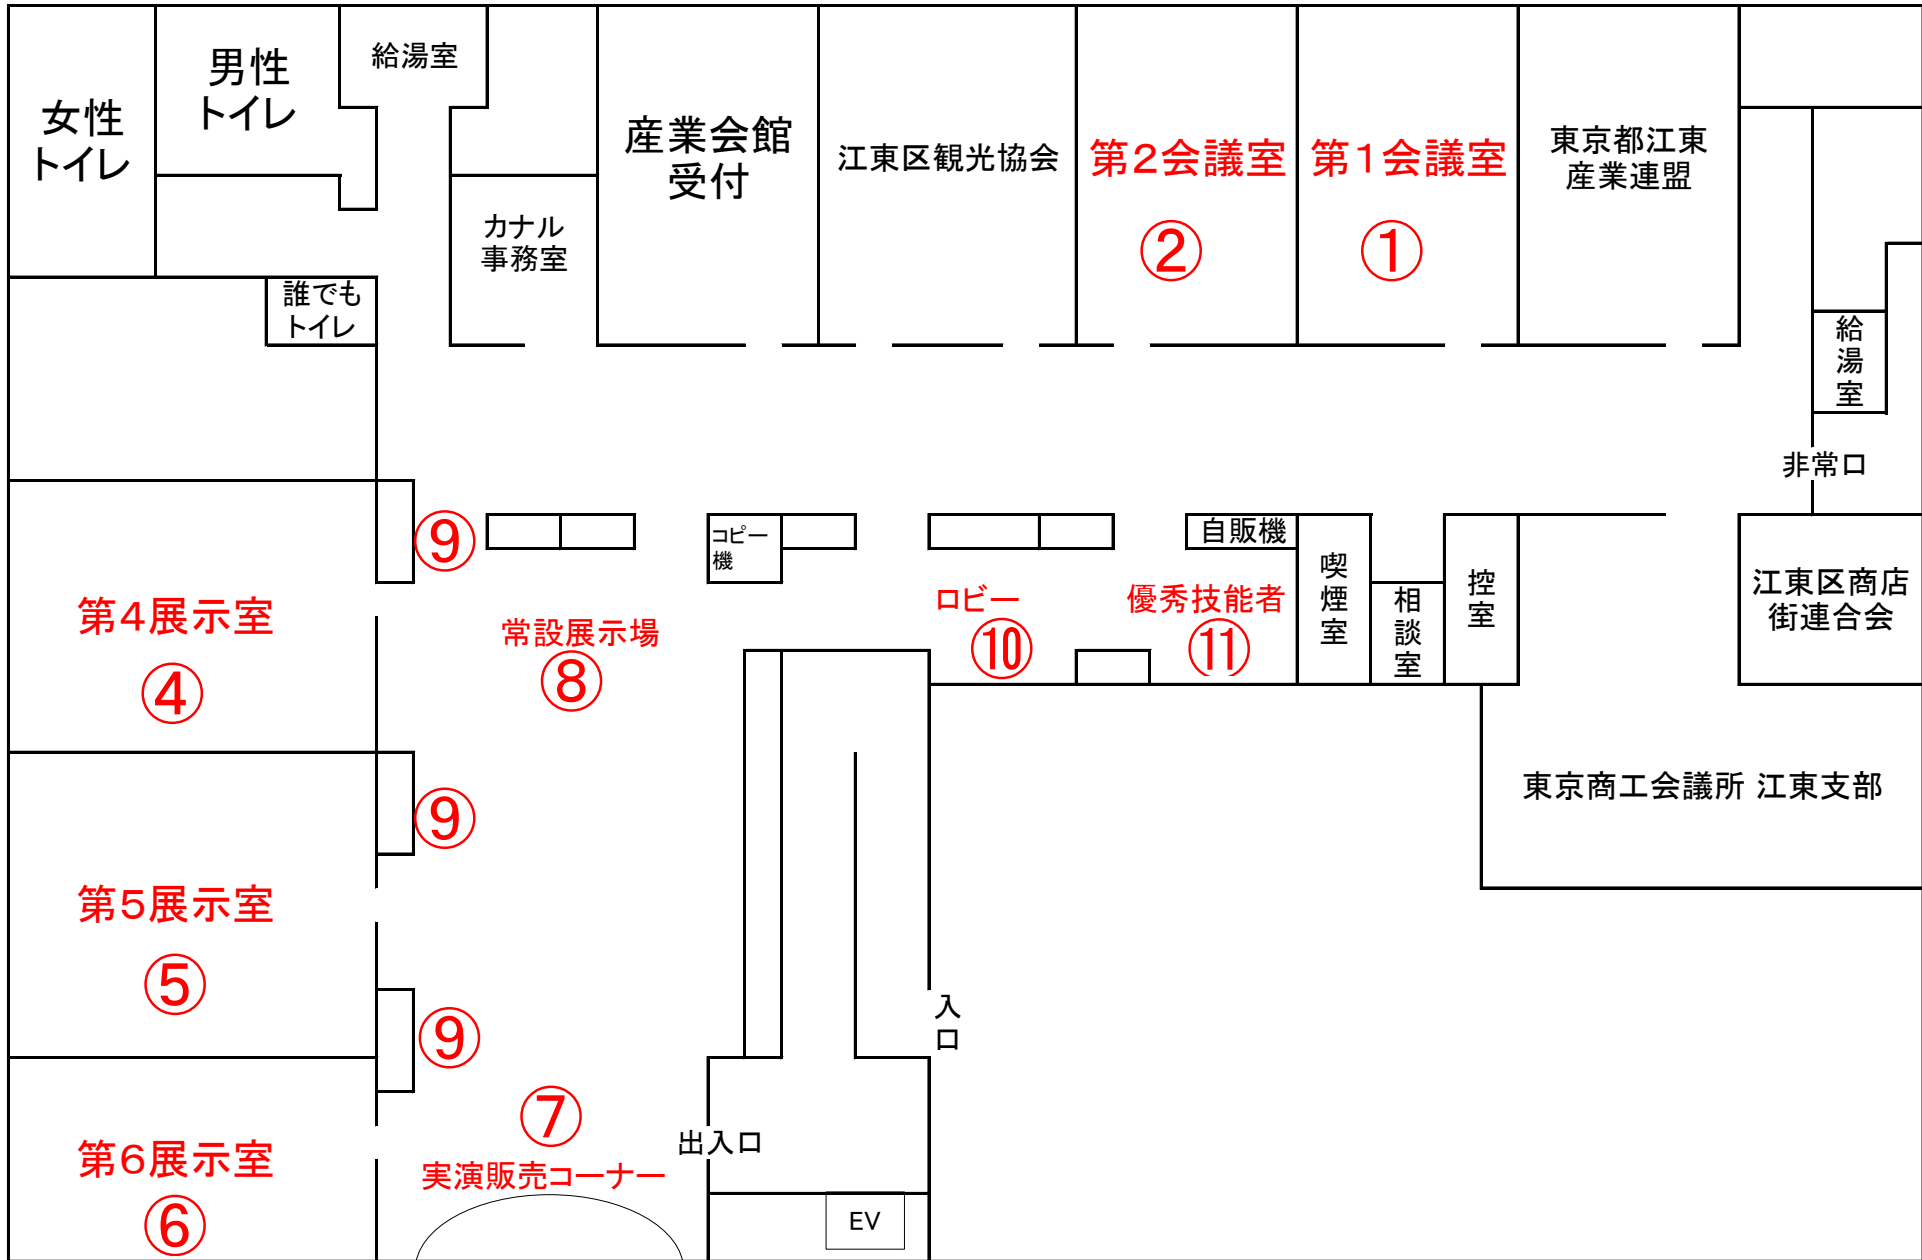 女性
トイレ
男性
トイレ
給湯室
カナル
事務室
誰でも
トイレ
産業会館
受付
江東区観光協会
第2会議室
②
第1会議室
①
東京都江東
産業連盟
給湯室
非常口
⑨
コピー
機
自販機
喫煙室
相談室
控室
江東区商店
街連合会
第4展示室
④
常設展示場
⑧
ロビー
⑩
優秀技能者
⑪
東京商工会議所 江東支部
⑨
第5展示室
⑤
⑨
入口
⑦
実演販売コーナー
出入口
第6展示室
⑥
EV